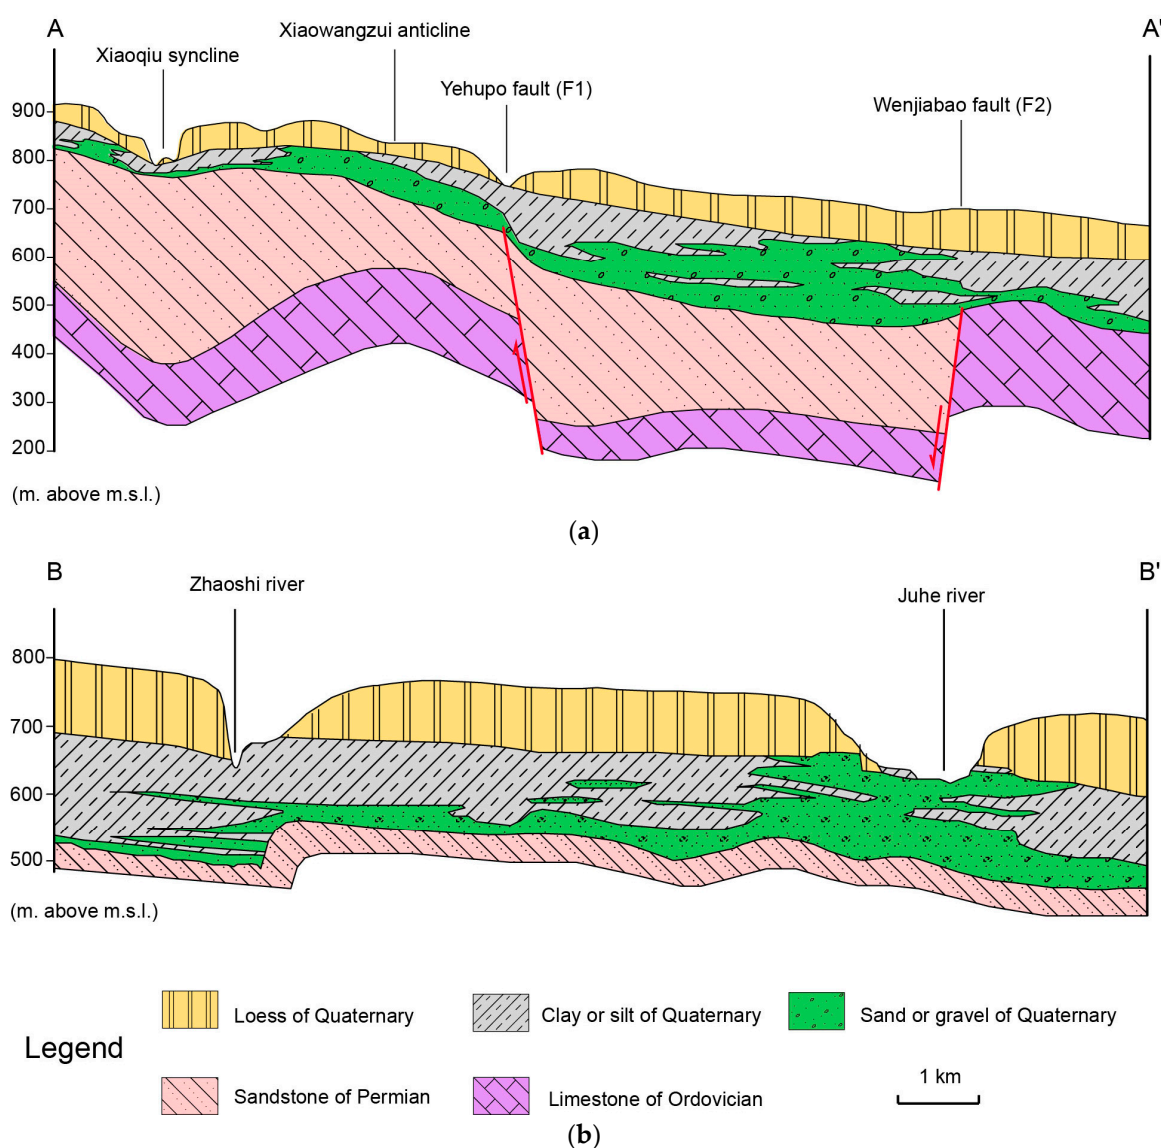 A
A'
Xiaoqiu syncline
Xiaowangzui anticline
Yehupo fault (F1)
Wenjiabao fault (F2)
900
800
700
600
500
400
300
200
(m. above m.s.l.)
(a)
B
B'
Zhaoshi river
Juhe river
800
700
600
500
(m. above m.s.l.)
Legend
Loess of Quaternary
Clay or silt of Quaternary
Sand or gravel of Quaternary
Sandstone of Permian
Limestone of Ordovician
1 km
(b)